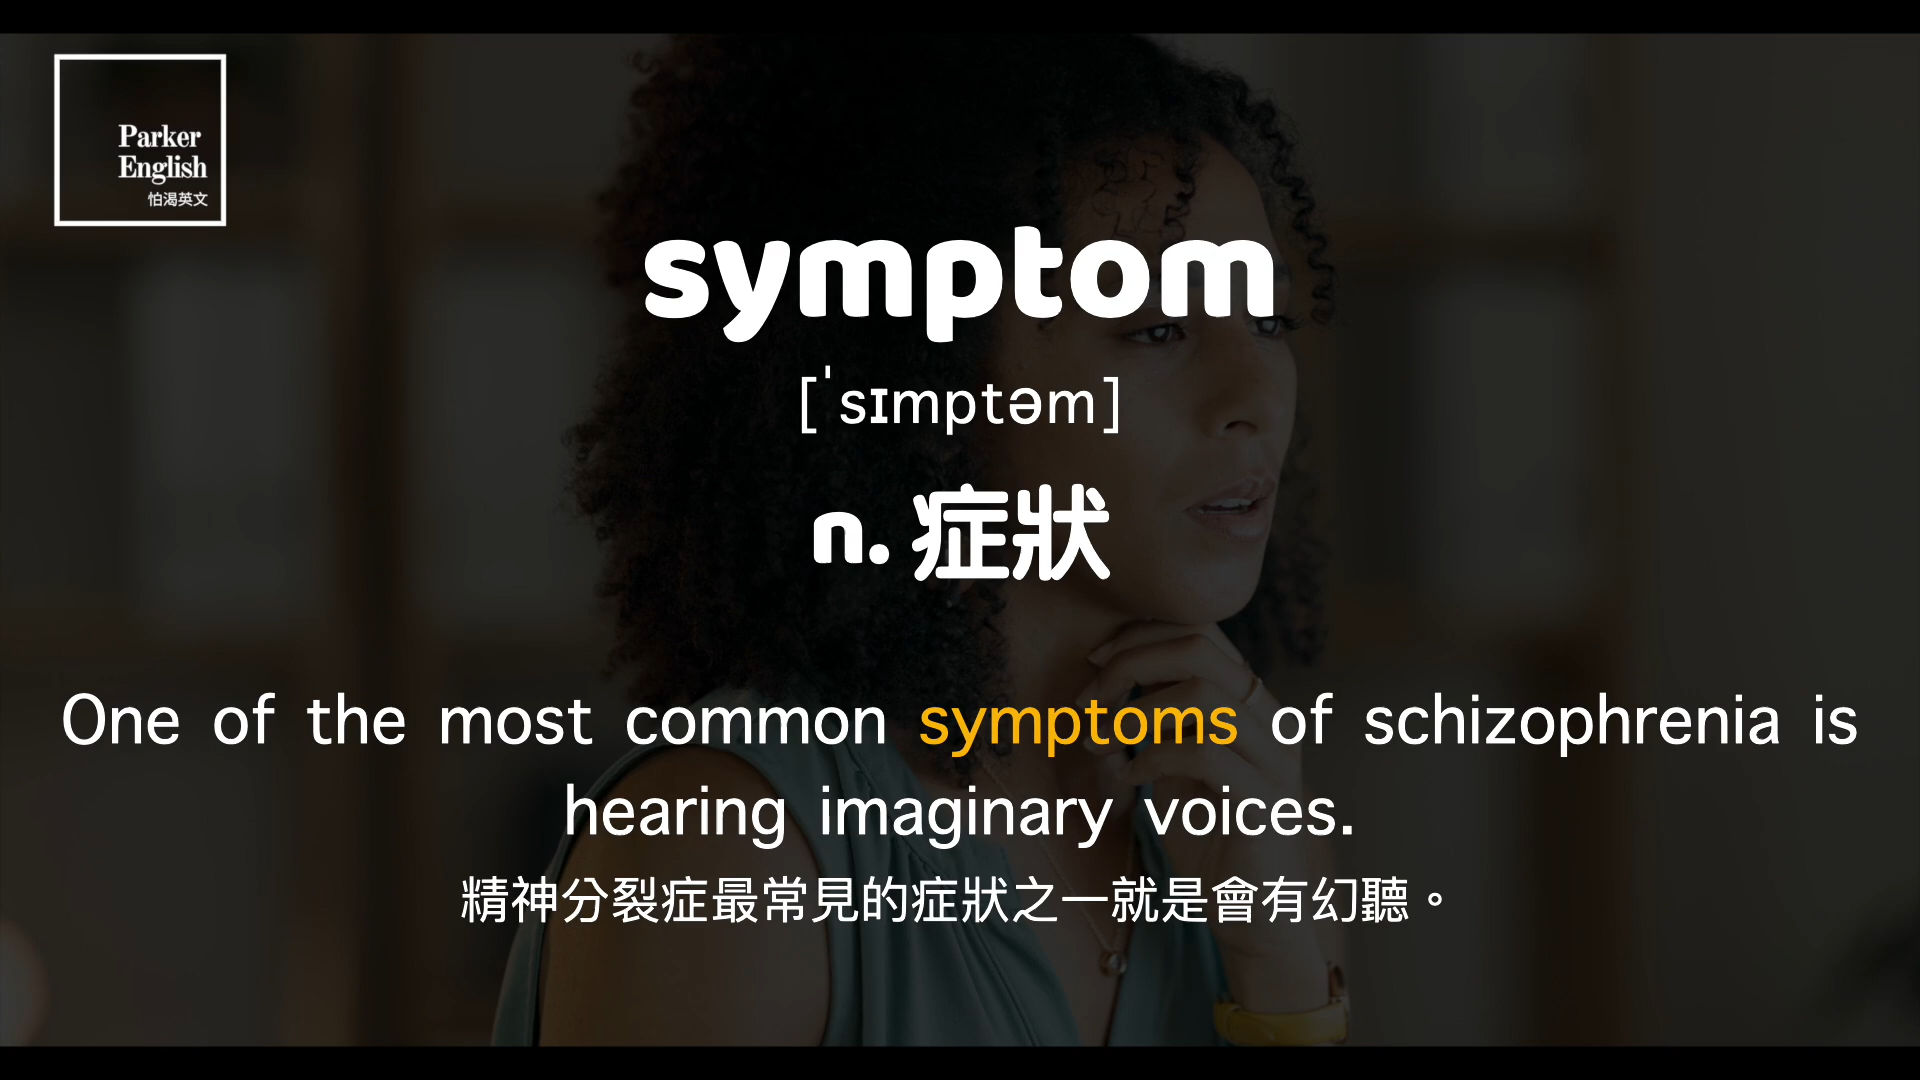 Parker
English
怕渴英文
symptom
[ˈsɪmptəm]
n. 症狀
One of the most common symptoms of schizophrenia is
hearing imaginary voices.
精神分裂症最常見的症狀之一就是會有幻聽。